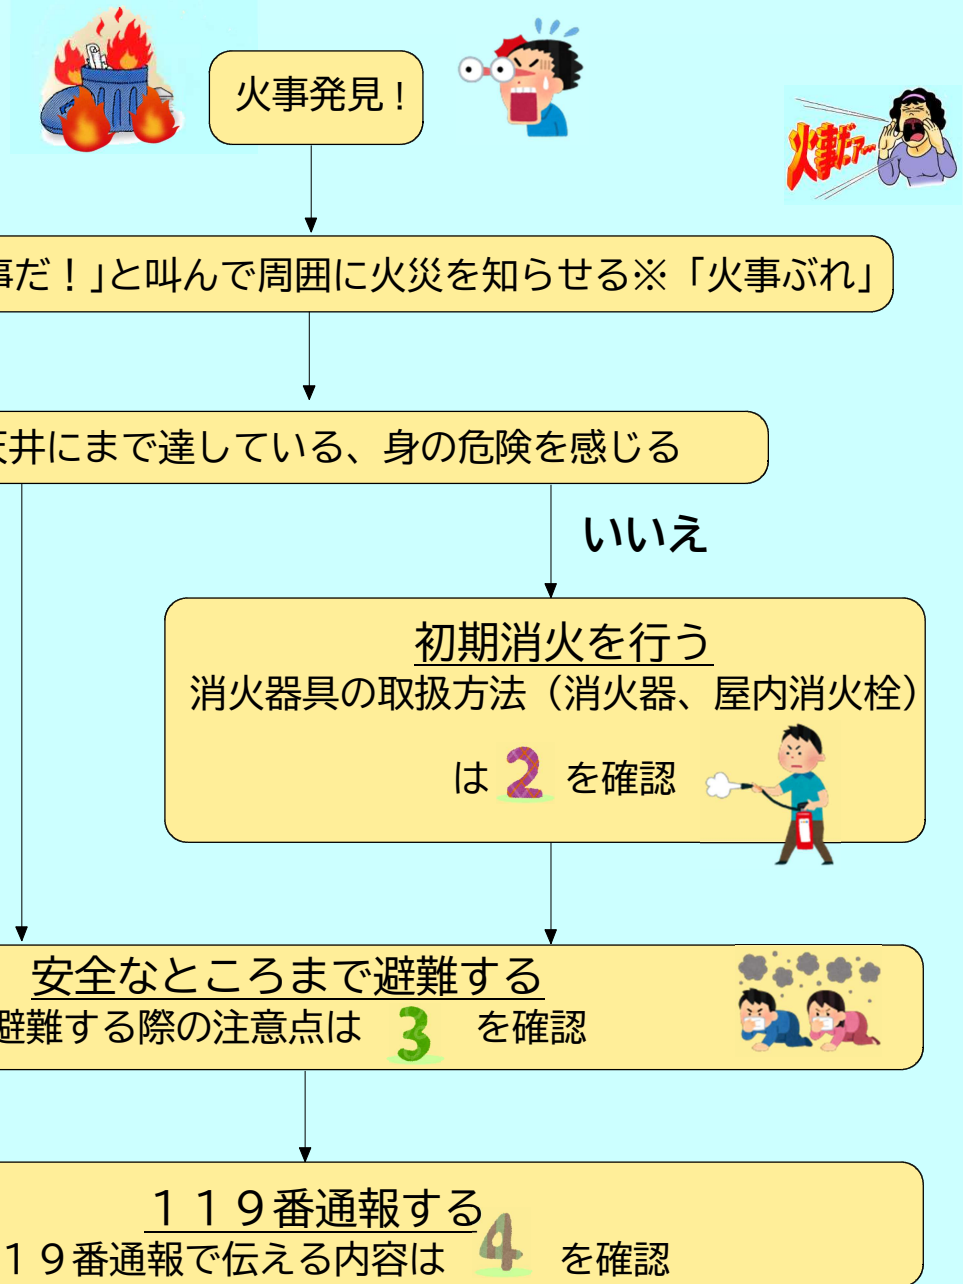 火事発見!
火事だァ…
事だ!」と叫んで周囲に火災を知らせる※「火事ぶれ」
天井にまで達している、身の危険を感じる
いいえ
初期消火を行う
消火器具の取扱方法(消火器、屋内消火栓)
は 2 を確認
安全なところまで避難する
避難する際の注意点は 3 を確認
119番通報する
19番通報で伝える内容は 4 を確認